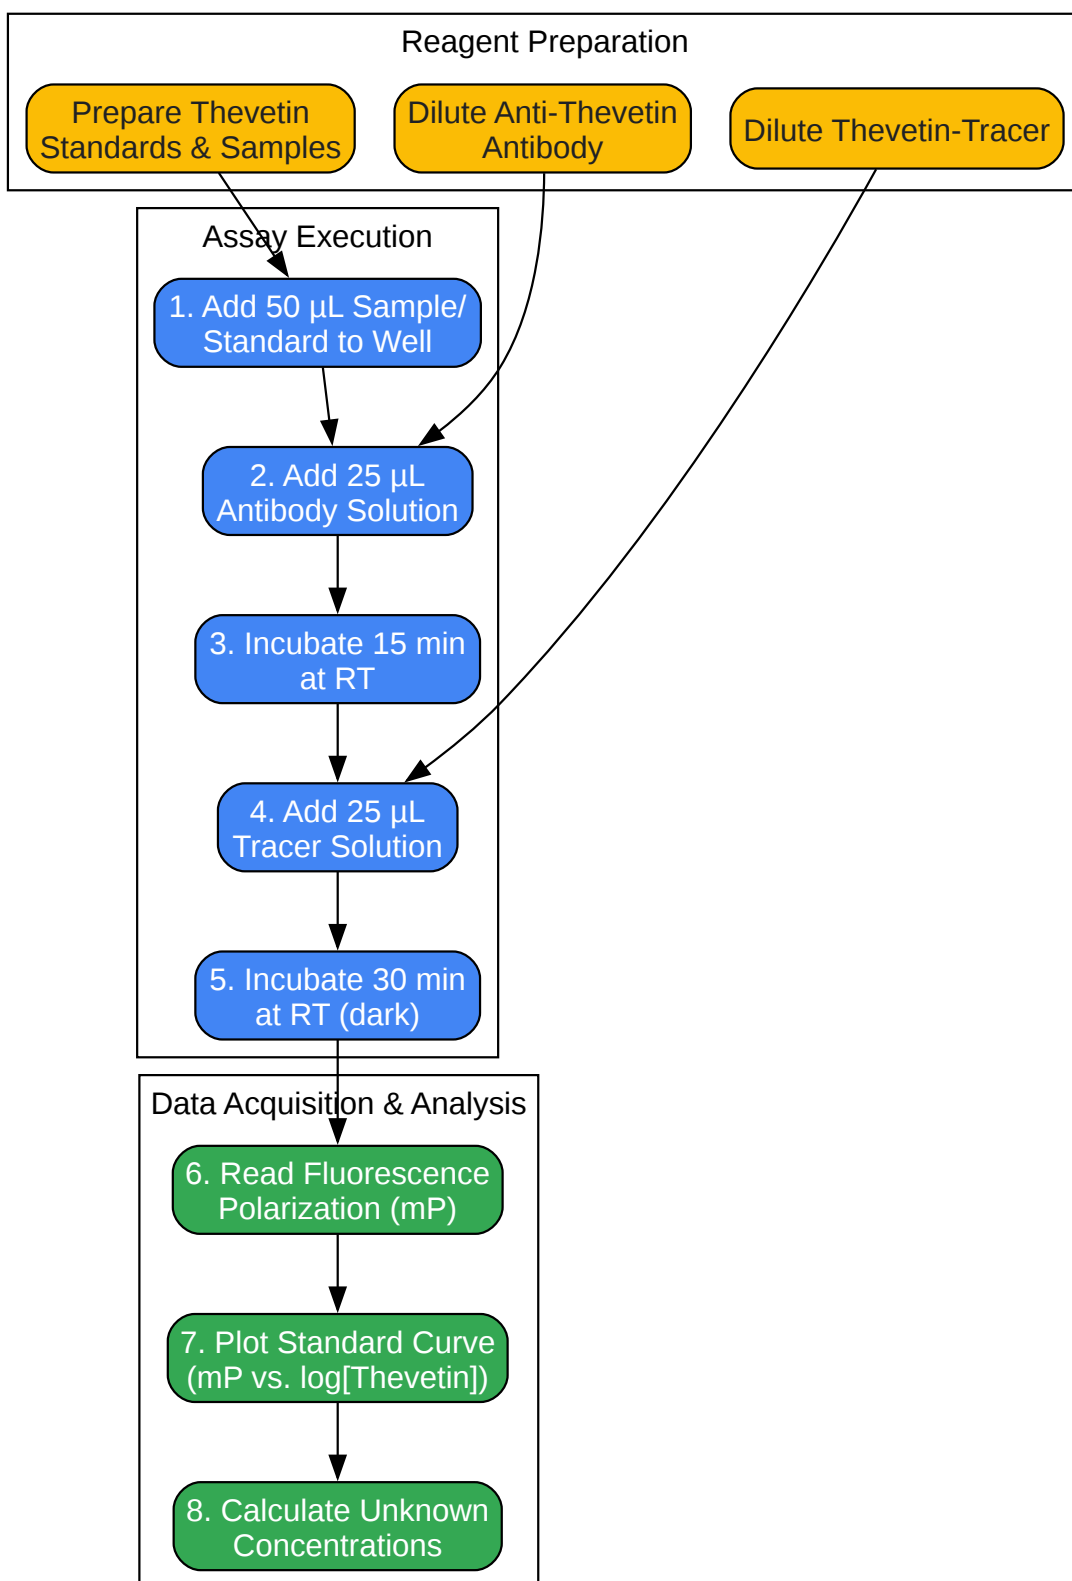 Reagent Preparation
Prepare Thevetin
Standards & Samples
Dilute Anti-Thevetin
Antibody
Dilute Thevetin-Tracer
Assay Execution
1. Add 50 µL Sample/
Standard to Well
2. Add 25 µL
Antibody Solution
3. Incubate 15 min
at RT
4. Add 25 µL
Tracer Solution
5. Incubate 30 min
at RT (dark)
Data Acquisition & Analysis
6. Read Fluorescence
Polarization (mP)
7. Plot Standard Curve
(mP vs. log[Thevetin])
8. Calculate Unknown
Concentrations